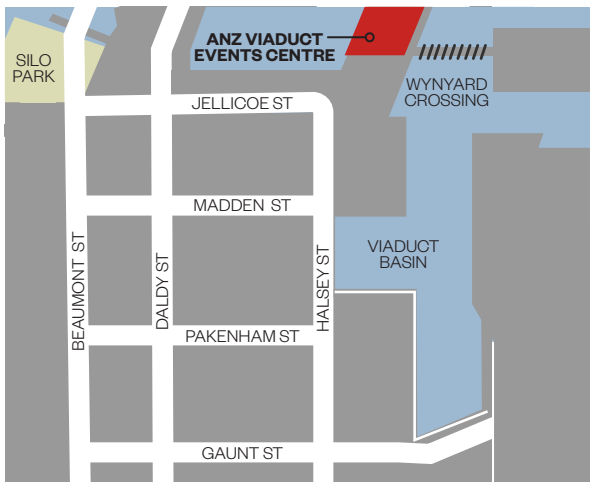 ANZ VIADUCT
EVENTS CENTRE
SILO
PARK
WYNYARD
CROSSING
JELLICOE ST
MADDEN ST
VIADUCT
BASIN
BEAUMONT ST
DALDY ST
HALSEY ST
PAKENHAM ST
GAUNT ST